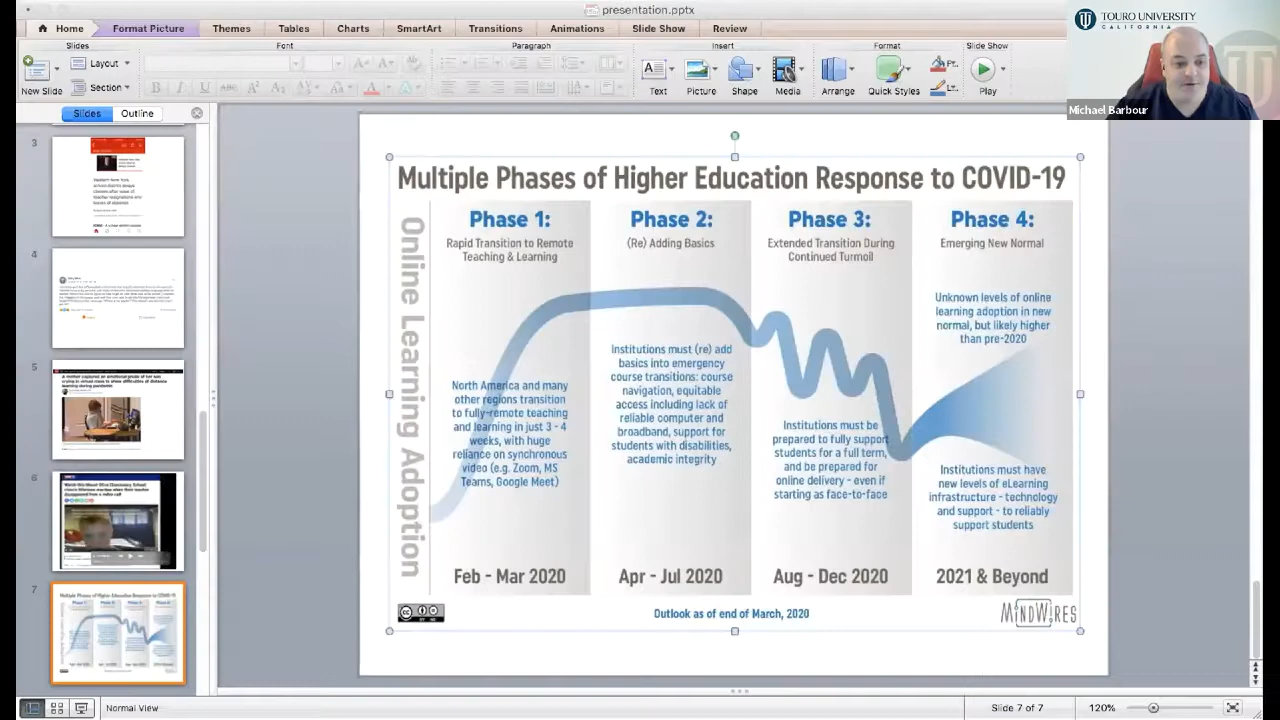 presentation.pptx
Home
Format Picture
Themes
Tables
Charts
SmartArt
Transitions
Animations
Slide Show
Review
Slides
Font
Paragraph
Insert
Format
Slide Show
New Slide
Layout
Section
Text
Picture
Shape
Media
Arrange
Quick Styles
Play
TOURO UNIVERSITY
CALIFORNIA
Michael Barbour
Slides
Outline
3
4
5
6
7
Multiple Phases of Higher Education Response to COVID-19
Online Learning Adoption
Phase 1:
Rapid Transition to Remote
Teaching & Learning
North America and many
other regions transition
to fully-remote teaching
and learning in just 3 - 4
weeks, with huge
reliance on synchronous
video (e.g. Zoom, MS
Teams, Google Meet)
Feb - Mar 2020
Phase 2:
(Re) Adding Basics
Institutions must (re) add
basics into emergency
course transitions: course
navigation, equitable
access including lack of
reliable computer and
broadband, support for
students with disabilities,
academic integrity
Apr - Jul 2020
Phase 3:
Extended Transition During
Continued Turmoil
Institutions must be
prepared to fully support
students for a full term,
and be prepared for
online delivery - even if
starting as face-to-face
Aug - Dec 2020
Phase 4:
Emerging New Normal
Unknown levels of online
learning adoption in new
normal, but likely higher
than pre-2020
Institutions must have
new levels of eLearning
infrastructure - technology
and support - to reliably
support students
2021 & Beyond
Outlook as of end of March, 2020
MINDWIRES
Normal View
Slide 7 of 7
120%